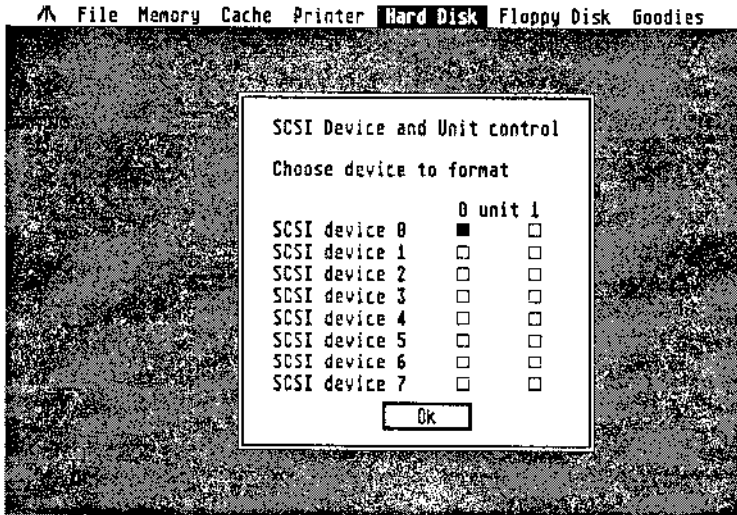 File Memory Cache Printer Hard Disk Floppy Disk Goodies
SCSI Device and Unit control
Choose device to format
0 unit 1
SCSI device 0
SCSI device 1
SCSI device 2
SCSI device 3
SCSI device 4
SCSI device 5
SCSI device 6
SCSI device 7
Ok